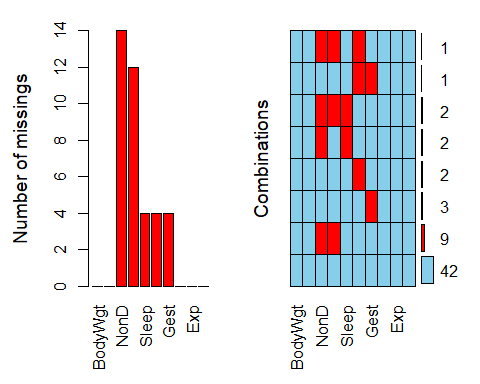 Number of missings
14
12
10
8
6
4
2
0
BodyWgt
NonD
Sleep
Gest
Exp
Combinations
1
1
2
2
2
3
9
42
BodyWgt
NonD
Sleep
Gest
Exp